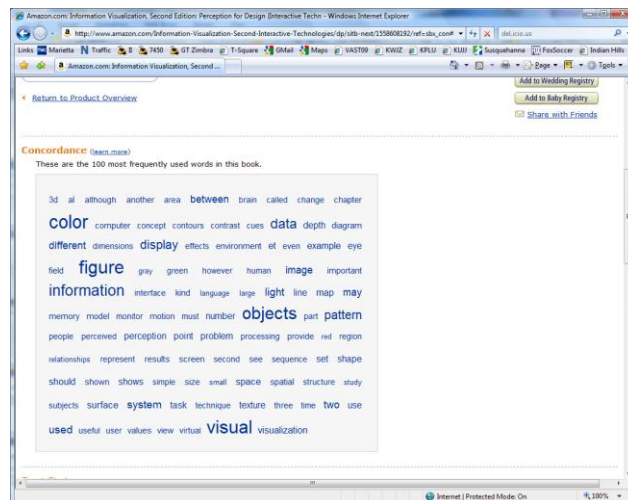 Amazon.com: Information Visualization, Second Edition: Perception for Design (Interactive Techn - Windows Internet Explorer
http://www.amazon.com/Information-Visualization-Second-Interactive-Technologies/dp/sitb-next/1558608192/ref=sbx_con# del.icio.us
Links Marietta Traffic 8 7450 GT Zimbra T-Square GMail Maps VAST09 KWIZ KPLU KUJJ Susquehanna FoxSoccer Indian Hills
Amazon.com: Information Visualization, Second ... Page Tools
Add to Wedding Registry
Return to Product Overview Add to Baby Registry
Share with Friends
Concordance (learn more)
These are the 100 most frequently used words in this book.
3d al although another area between brain called change chapter
color computer concept contours contrast cues data depth diagram
different dimensions display effects environment et even example eye
field figure gray green however human image important
information interface kind language large light line map may
memory model monitor motion must number objects part pattern
people perceived perception point problem processing provide red region
relationships represent results screen second see sequence set shape
should shown shows simple size small space spatial structure study
subjects surface system task technique texture three time two use
used useful user values view virtual visual visualization
Internet | Protected Mode: On 100%